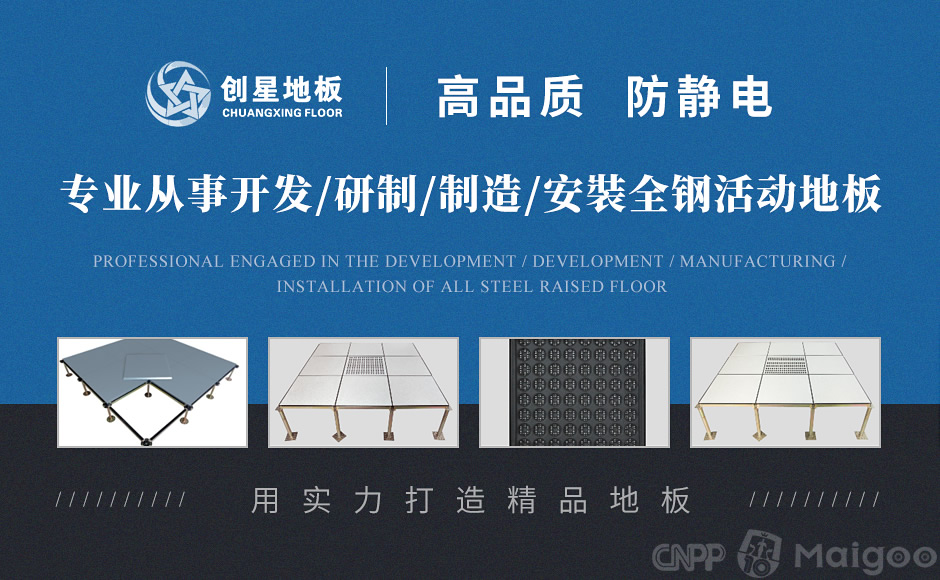 创星地板
CHUANGXING FLOOR
高品质 防静电
专业从事开发/研制/制造/安装全钢活动地板
PROFESSIONAL ENGAGED IN THE DEVELOPMENT / DEVELOPMENT / MANUFACTURING /
INSTALLATION OF ALL STEEL RAISED FLOOR
////////// 用实力打造精品地板 //////////
CNPP Maigoo